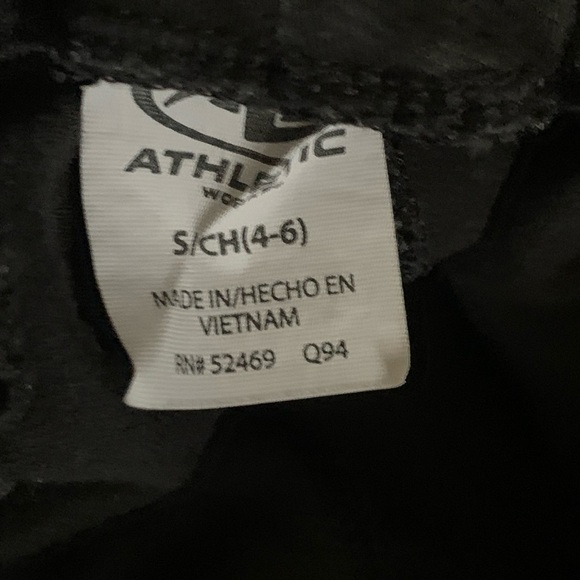 ATHLETIC
S/CH(4-6)
MADE IN/HECHO EN
VIETNAM
RN# 52469 Q94